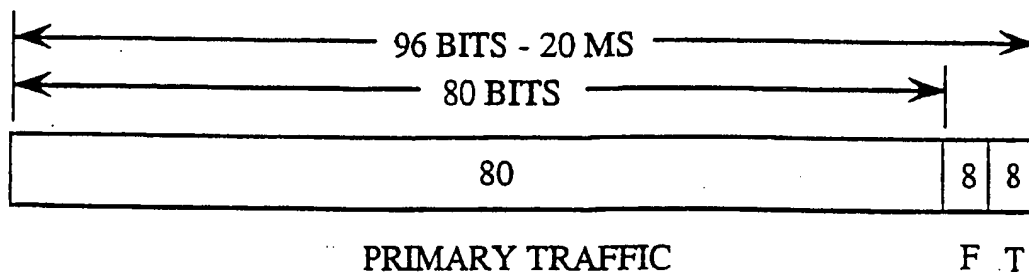 96 BITS - 20 MS
80 BITS
80 8 8
PRIMARY TRAFFIC F T